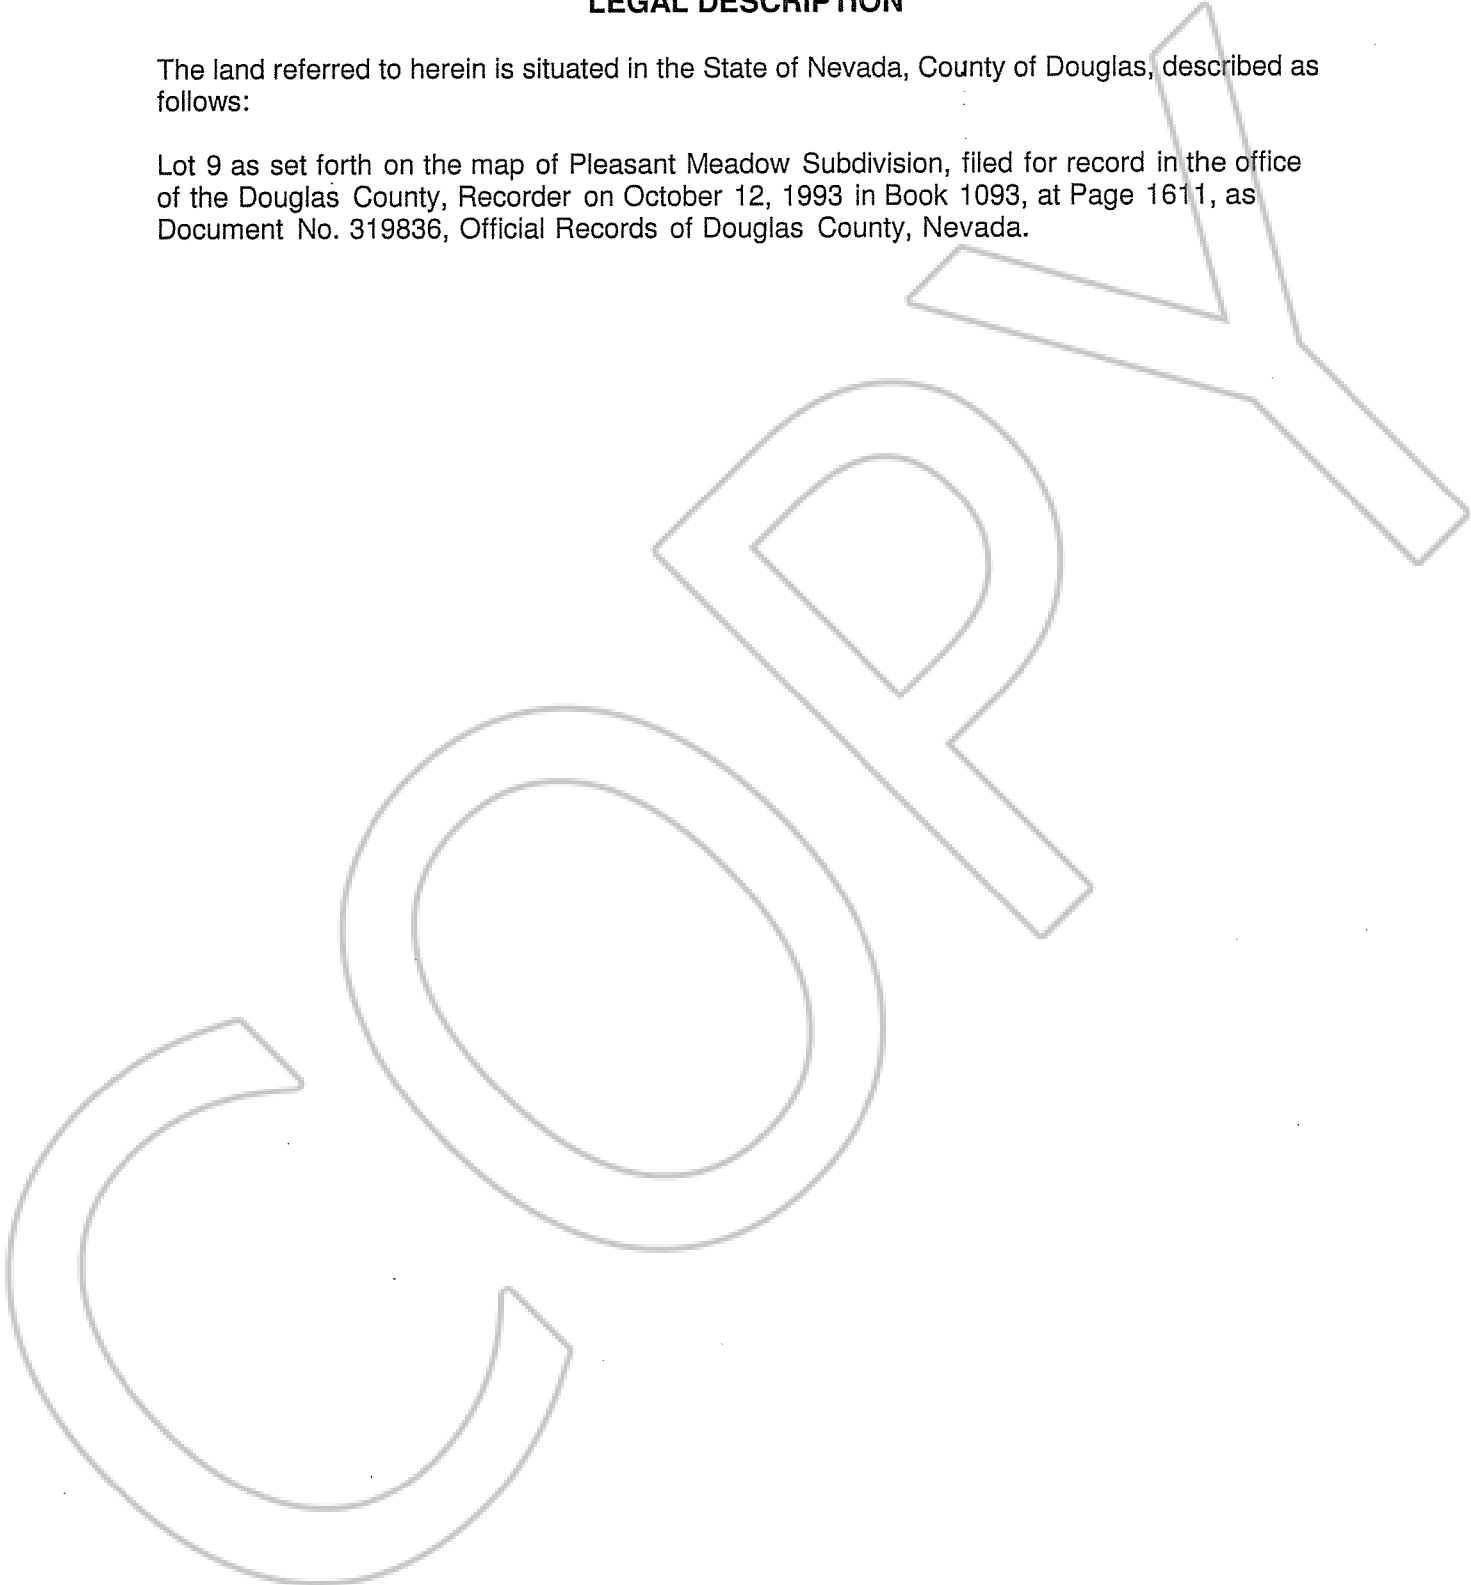 LEGAL DESCRIPTION
The land referred to herein is situated in the State of Nevada, County of Douglas, described as
follows:
Lot 9 as set forth on the map of Pleasant Meadow Subdivision, filed for record in the office
of the Douglas County, Recorder on October 12, 1993 in Book 1093, at Page 1611, as
Document No. 319836, Official Records of Douglas County, Nevada.
COPY